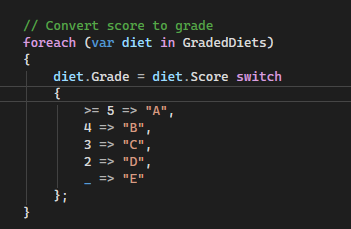 // Convert score to grade
foreach (var diet in GradedDiets)
{
    diet.Grade = diet.Score switch
    {
        >= 5 => "A",
        4 => "B",
        3 => "C",
        2 => "D",
        _ => "E"
    };
}